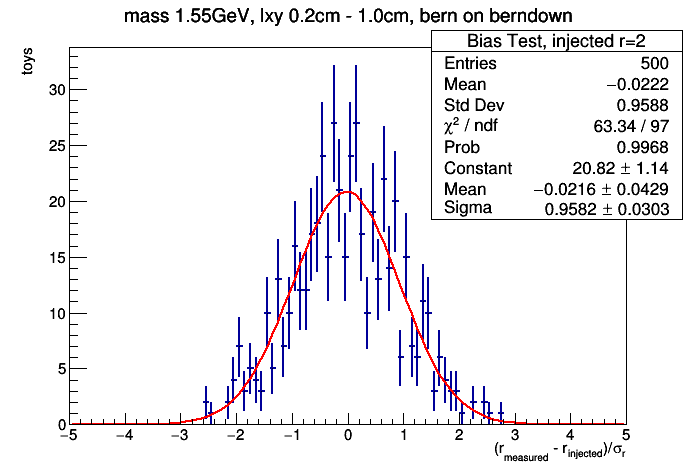 mass 1.55GeV, lxy 0.2cm - 1.0cm, bern on berndown
Bias Test, injected r=2
Entries 500
Mean −0.0222
Std Dev 0.9588
χ² / ndf 63.34 / 97
Prob 0.9968
Constant 20.82 ± 1.14
Mean −0.0216 ± 0.0429
Sigma 0.9582 ± 0.0303
toys
30
25
20
15
10
5
0
−5 −4 −3 −2 −1 0 1 2 3 4 5
(r_measured - r_injected)/σ_r